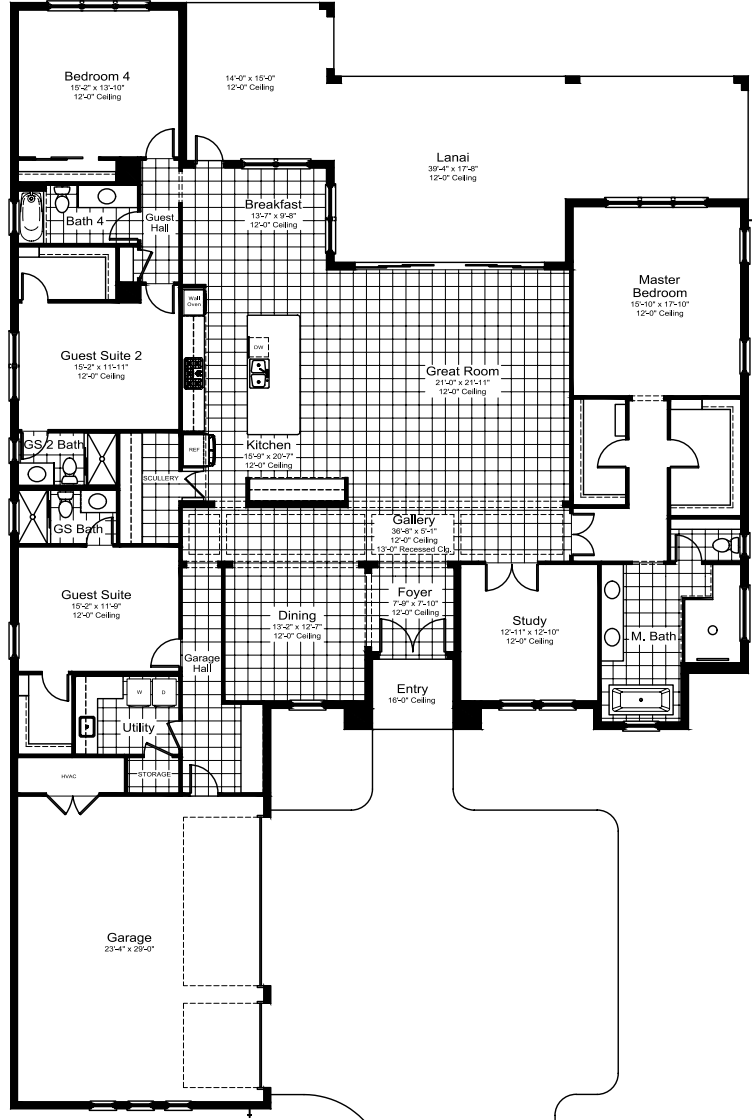 Bedroom 4
15'-2" x 13'-10"
12'-0" Ceiling
14'-0" x 15'-0"
12'-0" Ceiling
Lanai
39'-4" x 17'-8"
12'-0" Ceiling
Bath 4
Guest
Hall
Breakfast
13'-7" x 9'-8"
12'-0" Ceiling
Master
Bedroom
15'-10" x 17'-10"
12'-0" Ceiling
Wall
Oven
DW
Guest Suite 2
15'-2" x 11'-11"
12'-0" Ceiling
Great Room
21'-0" x 21'-11"
12'-0" Ceiling
GS 2 Bath
REF
Kitchen
15'-9" x 20'-7"
12'-0" Ceiling
SCULLERY
GS Bath
Gallery
36'-8" x 5'-1"
12'-0" Ceiling
13'-0" Recessed Clg.
Guest Suite
15'-2" x 11'-9"
12'-0" Ceiling
Foyer
7'-9" x 7'-10"
12'-0" Ceiling
Dining
13'-2" x 12'-7"
12'-0" Ceiling
Study
12'-11" x 12'-10"
12'-0" Ceiling
M. Bath
Garage
Hall
W
D
Entry
16'-0" Ceiling
Utility
HVAC
STORAGE
Garage
23'-4" x 29'-0"